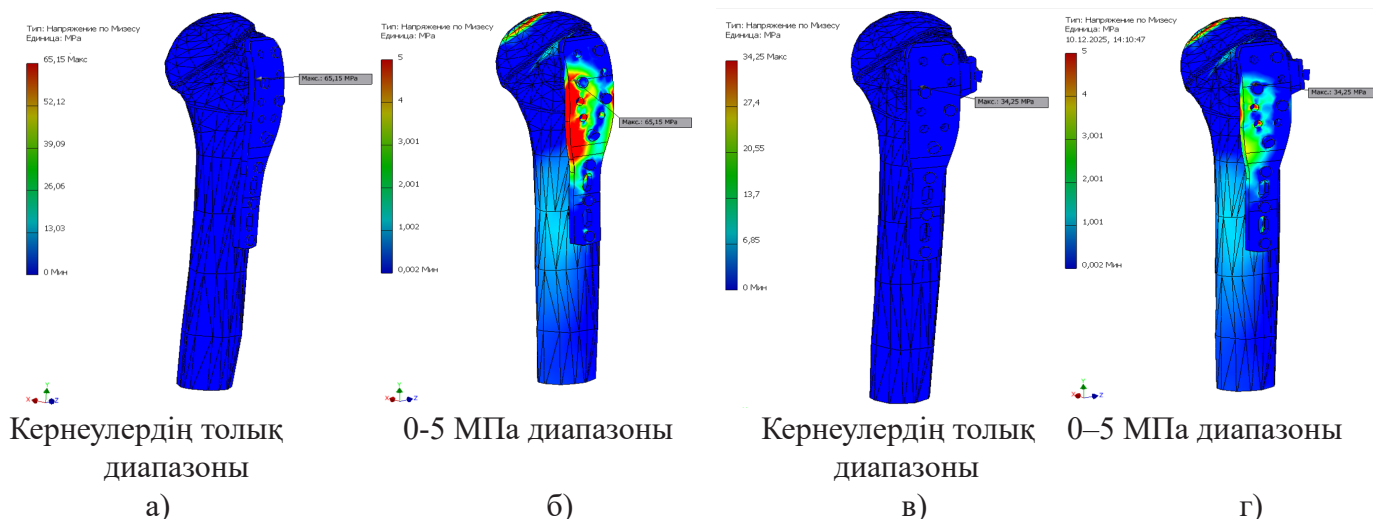 Тип: Напряжение по Мизесу
Единица: MPa
65,15 Макс
52,12
39,09
26,06
13,03
0 Мин
Макс.: 65,15 MPa
Тип: Напряжение по Мизесу
Единица: MPa
5
4
3,001
2,001
1,002
0,002 Мин
Макс.: 65,15 MPa
Тип: Напряжение по Мизесу
Единица: MPa
34,25 Макс
27,4
20,55
13,7
6,85
0 Мин
Макс.: 34,25 MPa
Тип: Напряжение по Мизесу
Единица: MPa
10.12.2025, 14:10:47
5
4
3,001
2,001
1,001
0,002 Мин
Макс.: 34,25 MPa
X Y Z
X Y Z
X Y Z
X Y Z
Кернеулердің толық
диапазоны
а)
0-5 МПа диапазоны
б)
Кернеулердің толық
диапазоны
в)
0–5 МПа диапазоны
г)